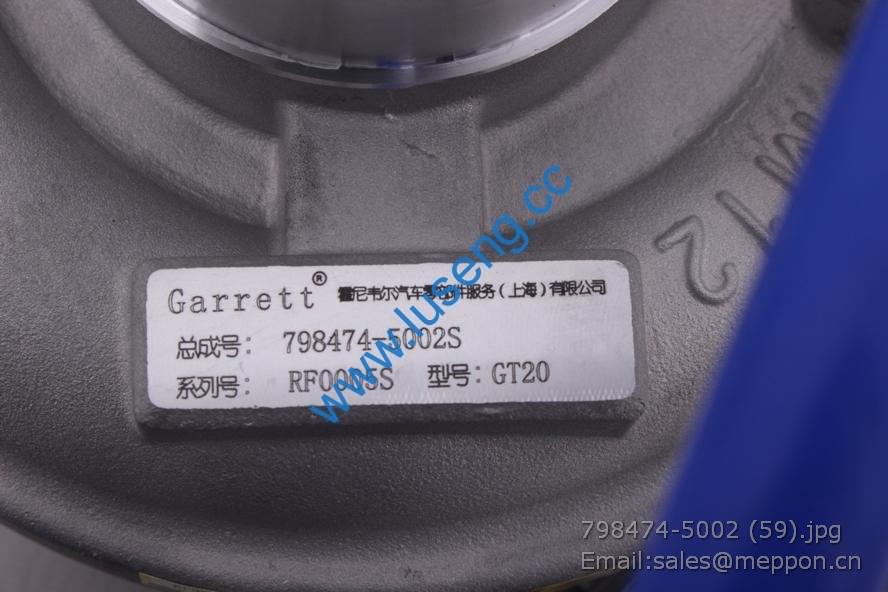 M12
Garrett® 霍尼韦尔汽车零部件服务(上海)有限公司
总成号: 798474-5002S
系列号: RF0005S 型号: GT20
www.luseng.cc
798474-5002 (59).jpg
Email:sales@meppon.cn